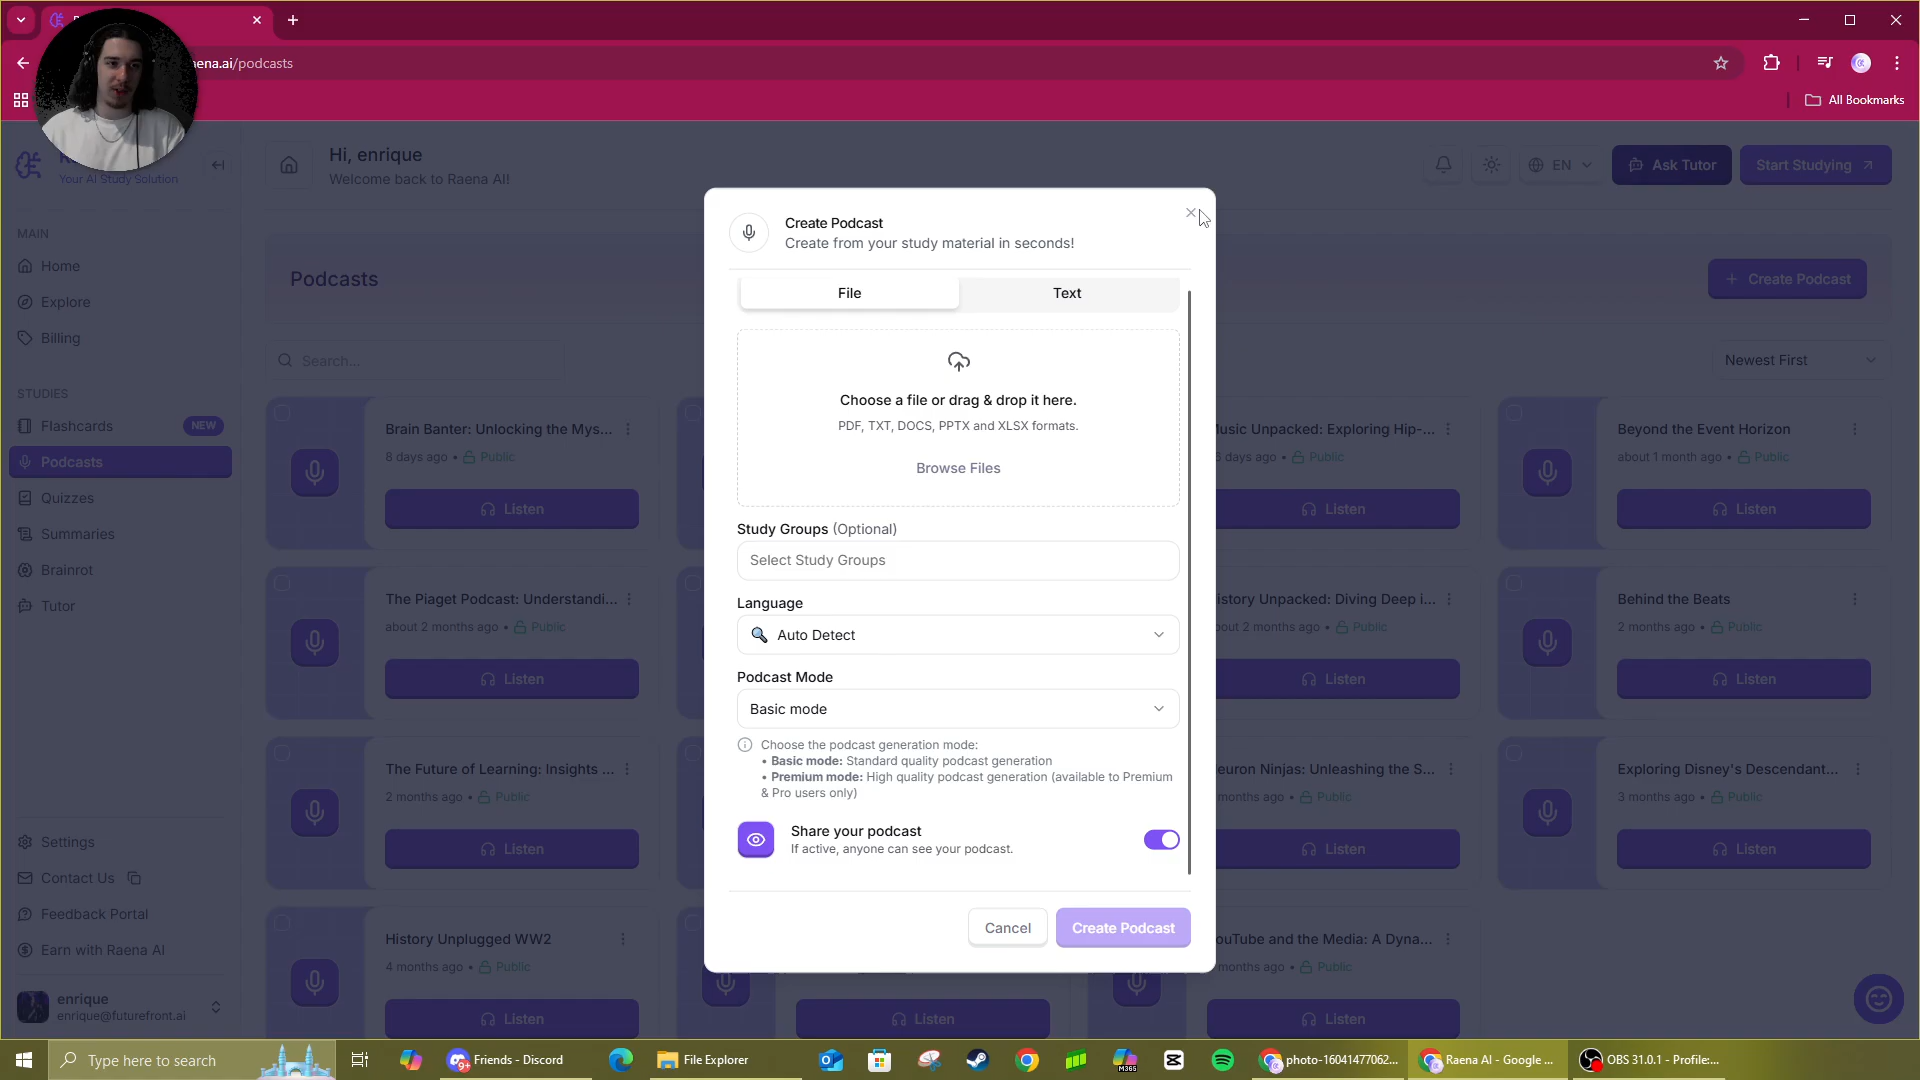 ena.ai/podcasts
All Bookmarks
Your AI Study Solution
Hi, enrique
Welcome back to Raena AI!
EN
Ask Tutor
Start Studying
MAIN
Home
Explore
Billing
STUDIES
Flashcards
NEW
Podcasts
Quizzes
Summaries
Brainrot
Tutor
Settings
Contact Us
Feedback Portal
Earn with Raena AI
enrique
enrique@futurefront.ai
Podcasts
Create Podcast
Search...
Newest First
Brain Banter: Unlocking the Mys...
8 days ago • Public
Listen
usic Unpacked: Exploring Hip-...
days ago • Public
Listen
Beyond the Event Horizon
about 1 month ago • Public
Listen
The Piaget Podcast: Understandi...
about 2 months ago • Public
Listen
istory Unpacked: Diving Deep i...
out 2 months ago • Public
Listen
Behind the Beats
2 months ago • Public
Listen
The Future of Learning: Insights ...
2 months ago • Public
Listen
euron Ninjas: Unleashing the S...
months ago • Public
Listen
Exploring Disney's Descendant...
3 months ago • Public
Listen
History Unplugged WW2
4 months ago • Public
Listen
Listen
ouTube and the Media: A Dyna...
months ago • Public
Listen
Create Podcast
Create from your study material in seconds!
File
Text
Choose a file or drag & drop it here.
PDF, TXT, DOCS, PPTX and XLSX formats.
Browse Files
Study Groups (Optional)
Select Study Groups
Language
Auto Detect
Podcast Mode
Basic mode
Choose the podcast generation mode:
• Basic mode: Standard quality podcast generation
• Premium mode: High quality podcast generation (available to Premium
& Pro users only)
Share your podcast
If active, anyone can see your podcast.
Cancel
Create Podcast
Type here to search
9+
Friends - Discord
File Explorer
M365
photo-16041477062...
Raena AI - Google ...
OBS 31.0.1 - Profile:...